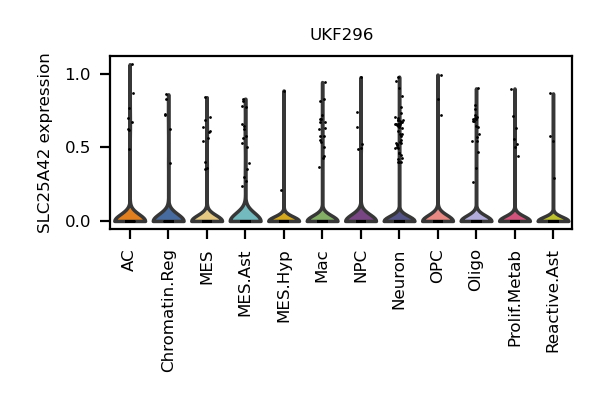 UKF296
SLC25A42 expression
1.0
0.5
0.0
AC
Chromatin.Reg
MES
MES.Ast
MES.Hyp
Mac
NPC
Neuron
OPC
Oligo
Prolif.Metab
Reactive.Ast